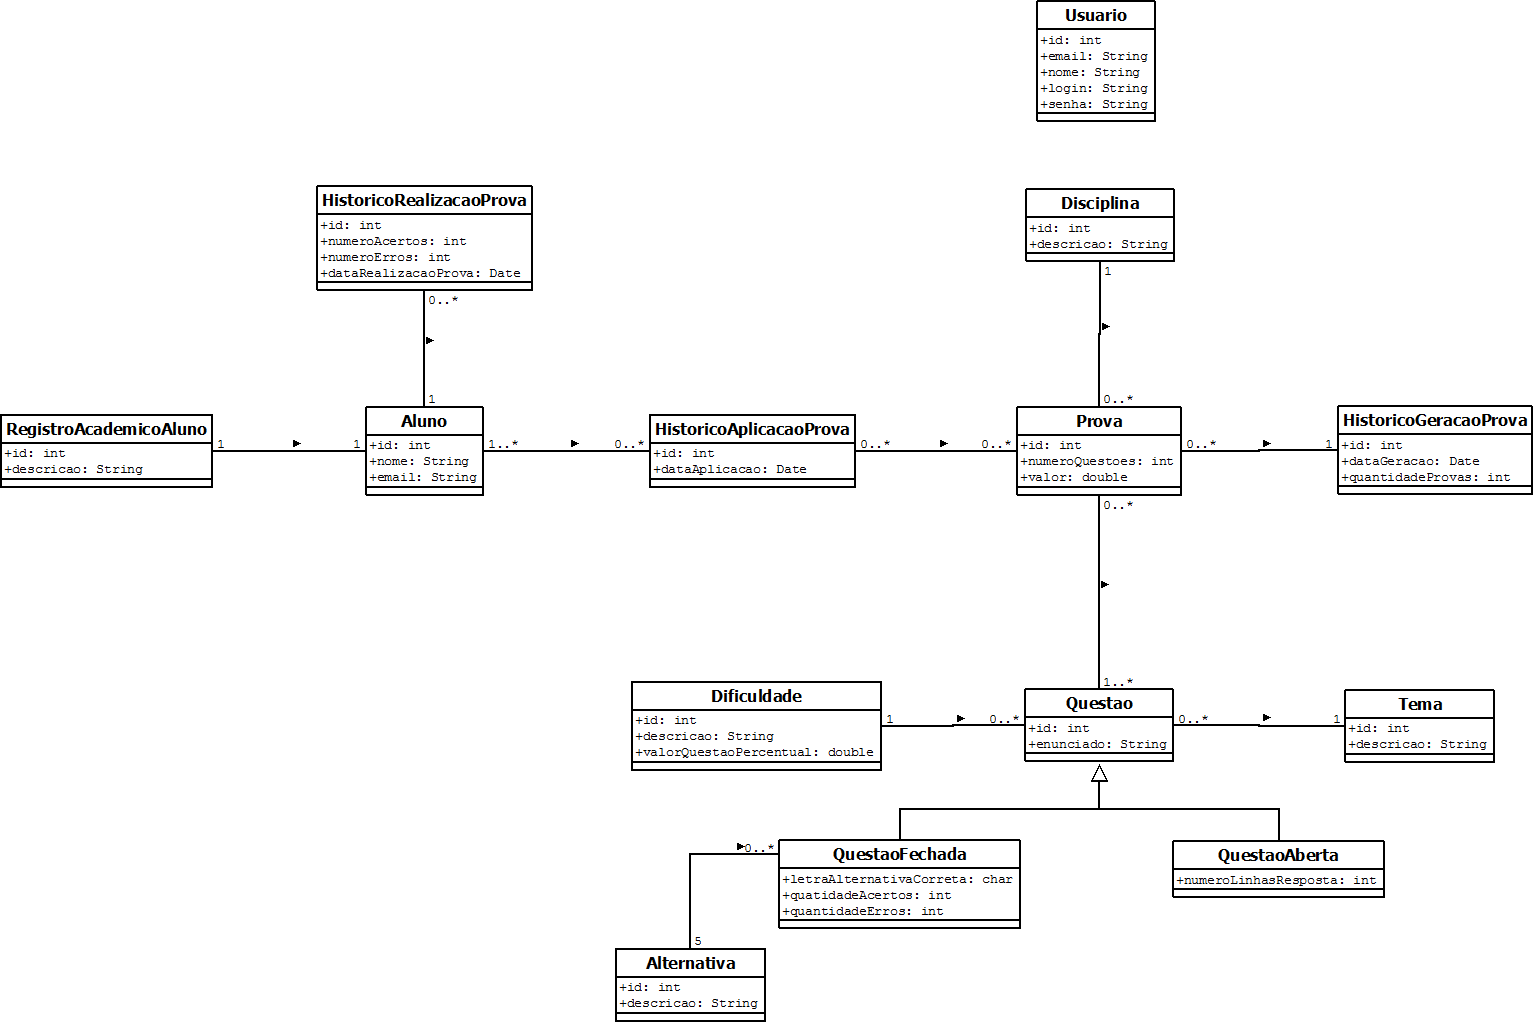 Usuario
+id: int
+email: String
+nome: String
+login: String
+senha: String
HistoricoRealizacaoProva
+id: int
+numeroAcertos: int
+numeroErros: int
+dataRealizacaoProva: Date
0..*
1
Disciplina
+id: int
+descricao: String
1
0..*
RegistroAcademicoAluno
+id: int
+descricao: String
1
1
Aluno
+id: int
+nome: String
+email: String
1..*
0..*
HistoricoAplicacaoProva
+id: int
+dataAplicacao: Date
0..*
0..*
Prova
+id: int
+numeroQuestoes: int
+valor: double
0..*
1
HistoricoGeracaoProva
+id: int
+dataGeracao: Date
+quantidadeProvas: int
0..*
1..*
Dificuldade
+id: int
+descricao: String
+valorQuestaoPercentual: double
1
0..*
Questao
+id: int
+enunciado: String
0..*
1
Tema
+id: int
+descricao: String
0..*
QuestaoFechada
+letraAlternativaCorreta: char
+quatidadeAcertos: int
+quantidadeErros: int
QuestaoAberta
+numeroLinhasResposta: int
5
Alternativa
+id: int
+descricao: String